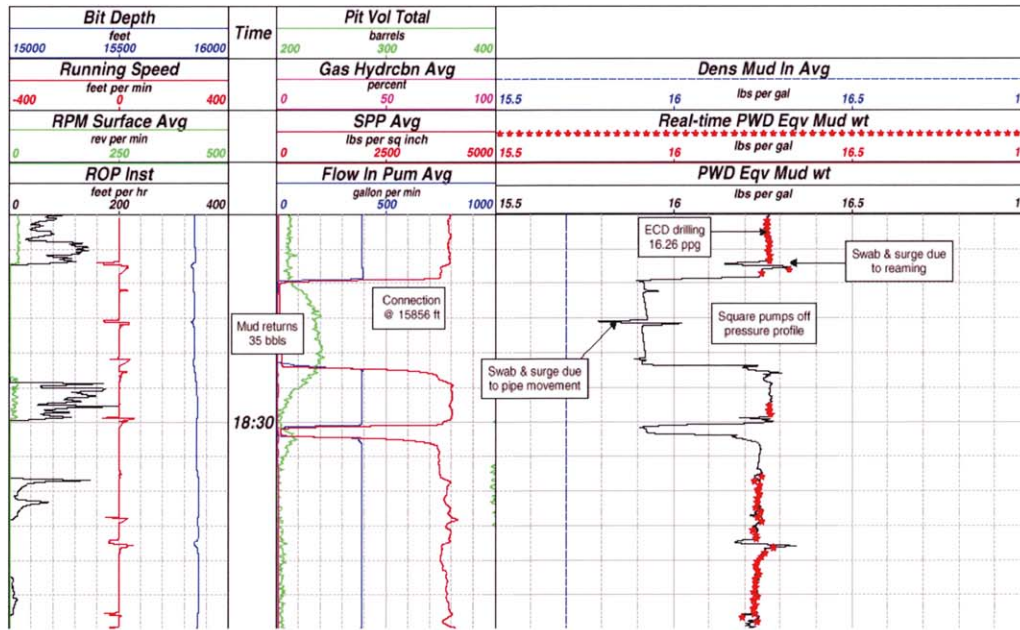 Bit Depth
feet
15000 15500 16000
Running Speed
feet per min
-400 0 400
RPM Surface Avg
rev per min
0 250 500
ROP Inst
feet per hr
0 200 400
Time
18:30
Pit Vol Total
barrels
200 300 400
Gas Hydrcbn Avg
percent
0 50 100
SPP Avg
lbs per sq inch
0 2500 5000
Flow In Pum Avg
gallon per min
0 500 1000
Mud returns
35 bbls
Connection
@ 15856 ft
Dens Mud In Avg
lbs per gal
15.5 16 16.5
Real-time PWD Eqv Mud wt
lbs per gal
15.5 16 16.5
PWD Eqv Mud wt
lbs per gal
15.5 16 16.5
ECD drilling
16.26 ppg
Swab & surge due
to reaming
Square pumps off
pressure profile
Swab & surge due
to pipe movement